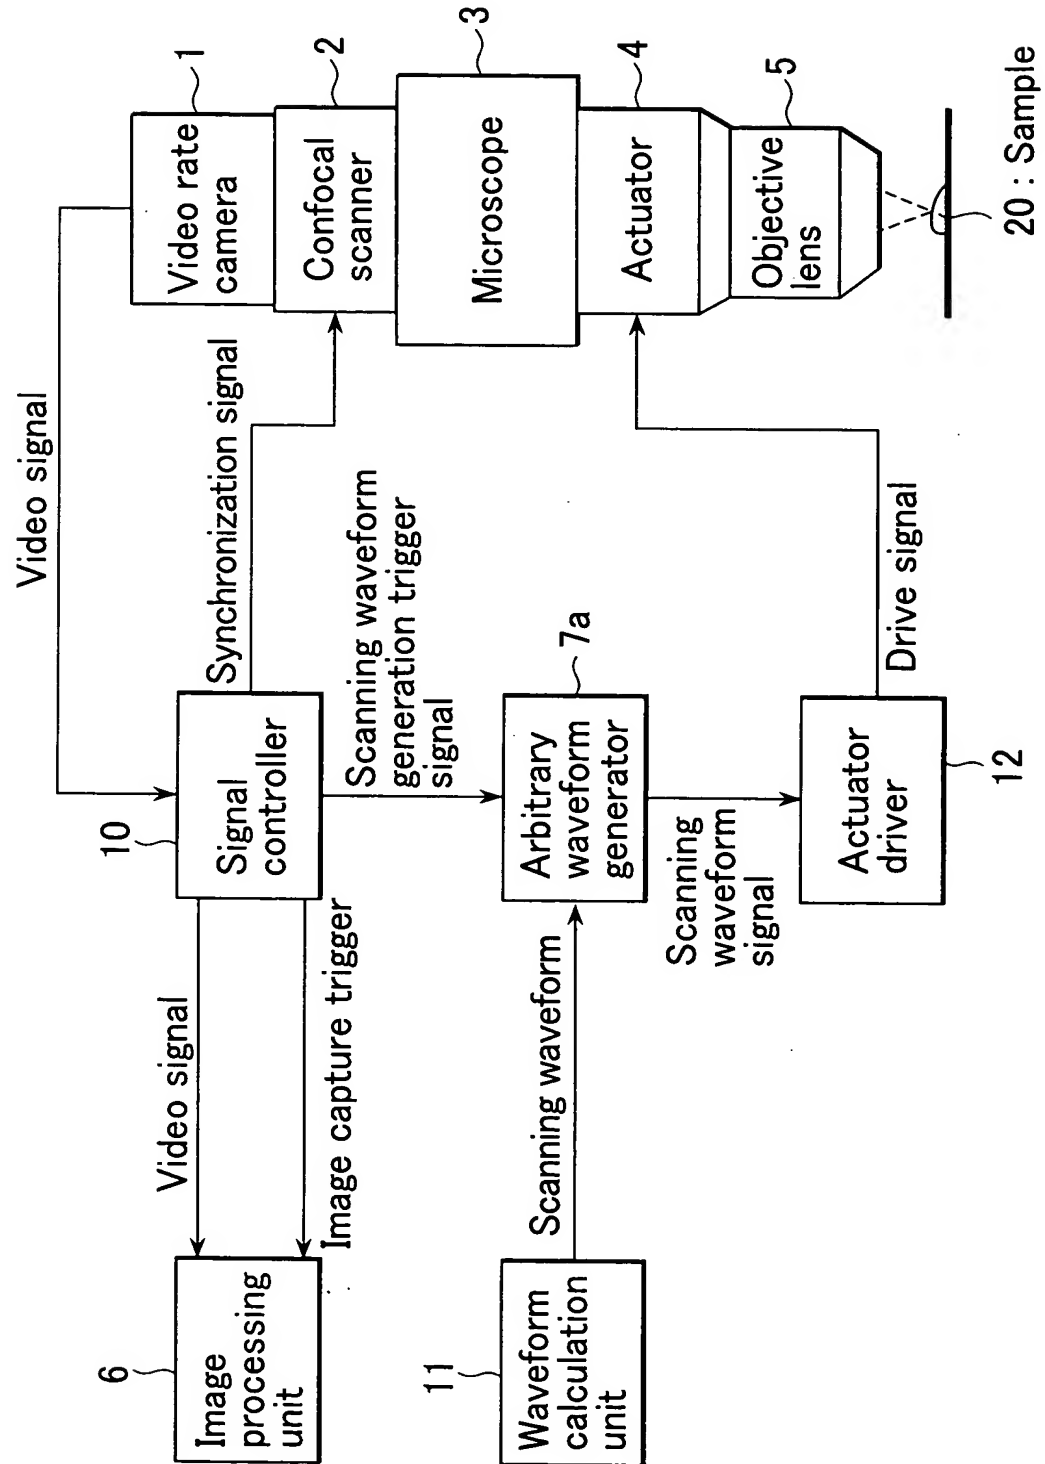 Video signal
1
Video rate
camera
2
Confocal
scanner
3
Microscope
4
Actuator
5
Objective
lens
20 : Sample
Synchronization signal
Scanning waveform
generation trigger
signal
10
Signal
controller
Video signal
Image capture trigger
6
Image
processing
unit
7a
Arbitrary
waveform
generator
Scanning waveform
11
Waveform
calculation
unit
Scanning
waveform
signal
Actuator
driver
12
Drive signal